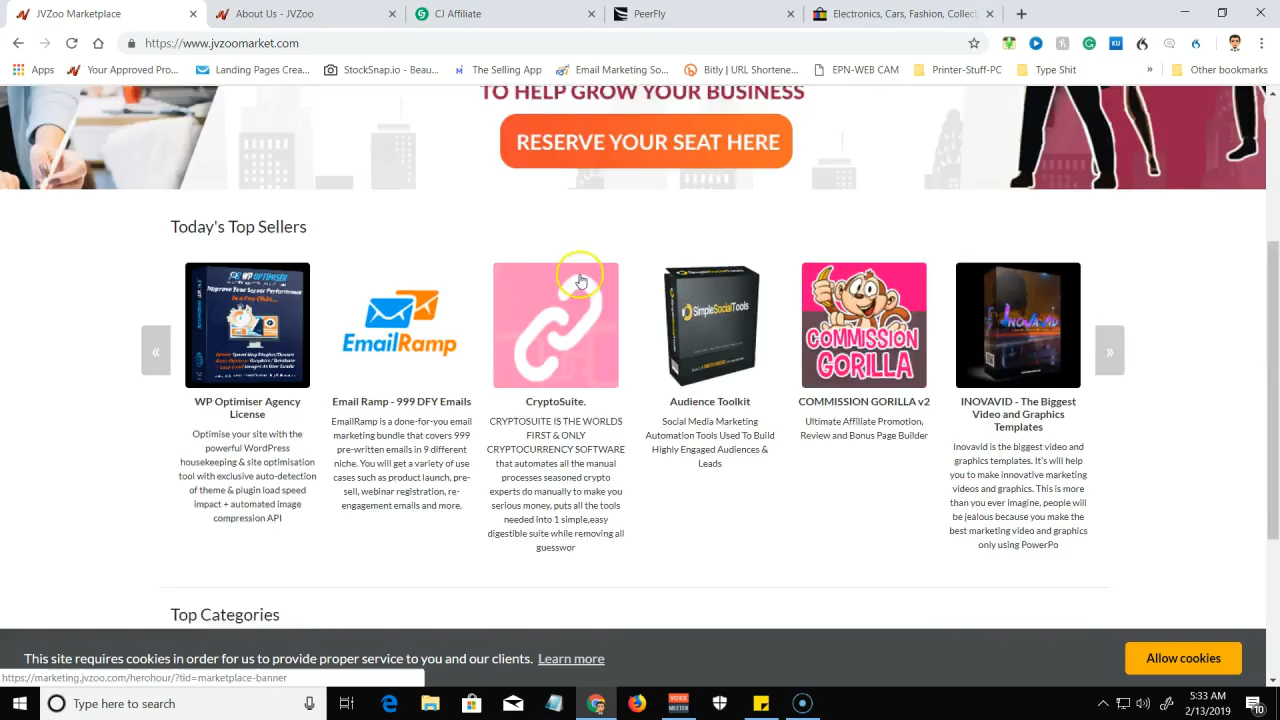 JVZoo Marketplace
About Us - JVZoo
CJ Affiliate
PeerFly
Electronics, Cars, Fashion, Collect
https://www.jvzoomarket.com
Apps
Your Approved Pro...
Landing Pages Crea...
StockSnap.io - Beau...
The Selling App
Email Marketing So...
Bitly | URL Shortene...
EPN-WEB CAM
Printer-Stuff-PC
Type Shit
»
Other bookmarks
TO HELP GROW YOUR BUSINESS
RESERVE YOUR SEAT HERE
Today's Top Sellers
WP OPTIMISER
Improve Your Server Performance
In a Few Clicks...
EmailRamp
SimpleSocialTools
COMMISSION
GORILLA
«
»
WP Optimiser Agency
License
Optimise your site with the
powerful WordPress
housekeeping & site optimisation
tool with exclusive auto-detection
of theme & plugin load speed
impact + automated image
compression API
Email Ramp - 999 DFY Emails
EmailRamp is a done-for-you email
marketing bundle that covers 999
pre-written emails in 9 different
niche. You will get a variety of use
cases such as product launch, pre-
sell, webinar registration, re-
engagement emails and more.
CryptoSuite.
CRYPTOSUITE IS THE WORLDS
FIRST & ONLY
CRYPTOCURRENCY SOFTWARE
that automates all the manual
processes seasoned crypto
experts do manually to make you
serious money, puts all the tools
needed into 1 simple,easy
digestible suite while removing all
guesswor
Audience Toolkit
Social Media Marketing
Automation Tools Used To Build
Highly Engaged Audiences &
Leads
COMMISSION GORILLA v2
Ultimate Affiliate Promotion,
Review and Bonus Page Builder
INOVAVID - The Biggest
Video and Graphics
Templates
Inovavid is the biggest video and
graphics templates. It's will help
you to make innovative marketing
videos and graphics. This is more
than you ever imagine, people will
be jealous because you make the
best marketing video and graphics
only using PowerPo
Top Categories
This site requires cookies in order for us to provide proper service to you and our clients. Learn more
Allow cookies
https://marketing.jvzoo.com/herohour/?tid=marketplace-banner
Type here to search
VOICE
MEETER
5:33 AM
2/13/2019
10